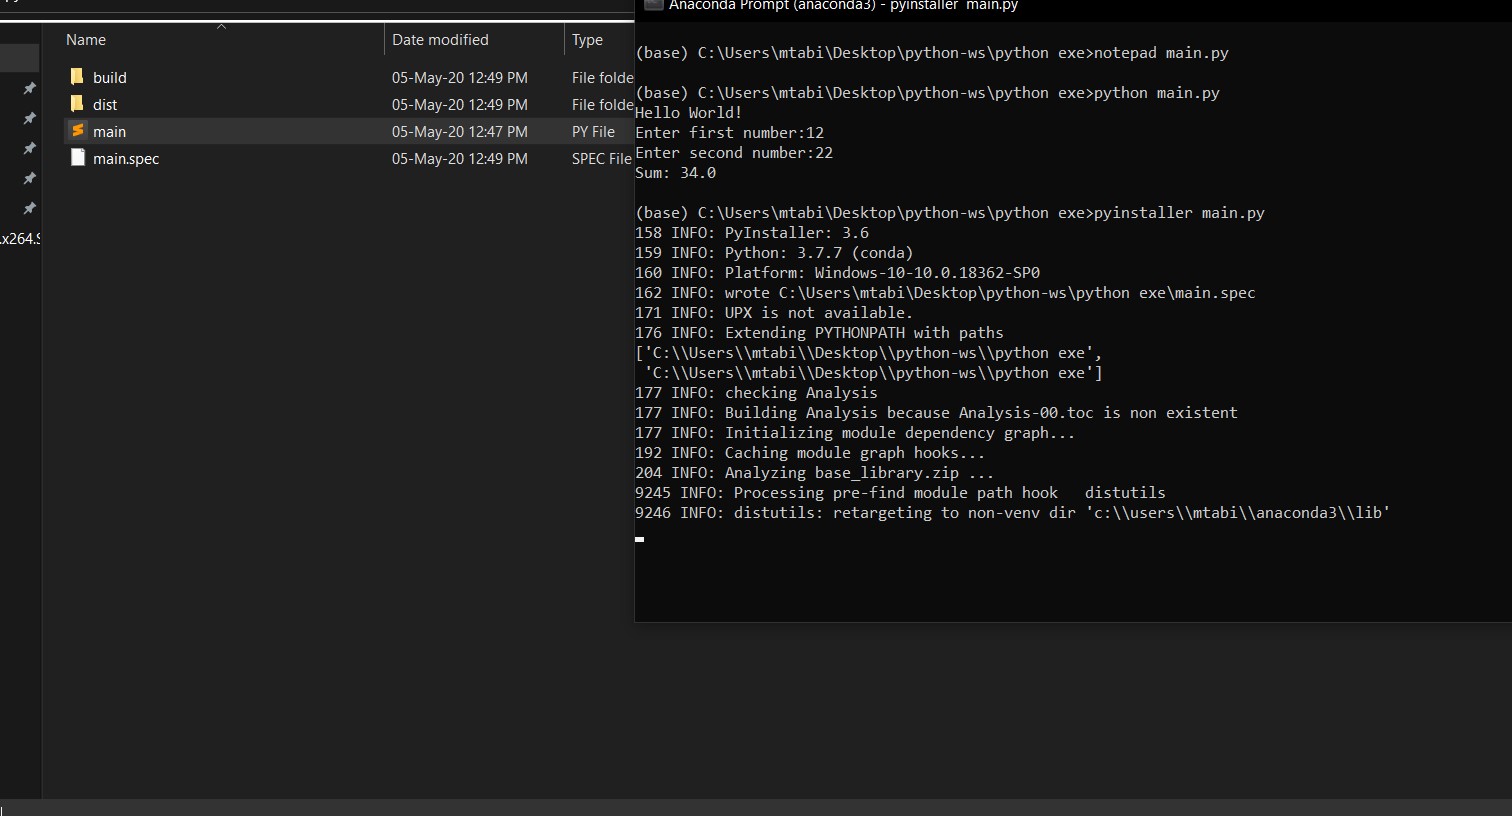 Name Date modified Type
build 05-May-20 12:49 PM File folde
dist 05-May-20 12:49 PM File folde
main 05-May-20 12:47 PM PY File
main.spec 05-May-20 12:49 PM SPEC File
.x264.S
Anaconda Prompt (anaconda3) - pyinstaller main.py
(base) C:\Users\mtabi\Desktop\python-ws\python exe>notepad main.py
(base) C:\Users\mtabi\Desktop\python-ws\python exe>python main.py
Hello World!
Enter first number:12
Enter second number:22
Sum: 34.0
(base) C:\Users\mtabi\Desktop\python-ws\python exe>pyinstaller main.py
158 INFO: PyInstaller: 3.6
159 INFO: Python: 3.7.7 (conda)
160 INFO: Platform: Windows-10-10.0.18362-SP0
162 INFO: wrote C:\Users\mtabi\Desktop\python-ws\python exe\main.spec
171 INFO: UPX is not available.
176 INFO: Extending PYTHONPATH with paths
['C:\\Users\\mtabi\\Desktop\\python-ws\\python exe',
 'C:\\Users\\mtabi\\Desktop\\python-ws\\python exe']
177 INFO: checking Analysis
177 INFO: Building Analysis because Analysis-00.toc is non existent
177 INFO: Initializing module dependency graph...
192 INFO: Caching module graph hooks...
204 INFO: Analyzing base_library.zip ...
9245 INFO: Processing pre-find module path hook   distutils
9246 INFO: distutils: retargeting to non-venv dir 'c:\\users\\mtabi\\anaconda3\\lib'